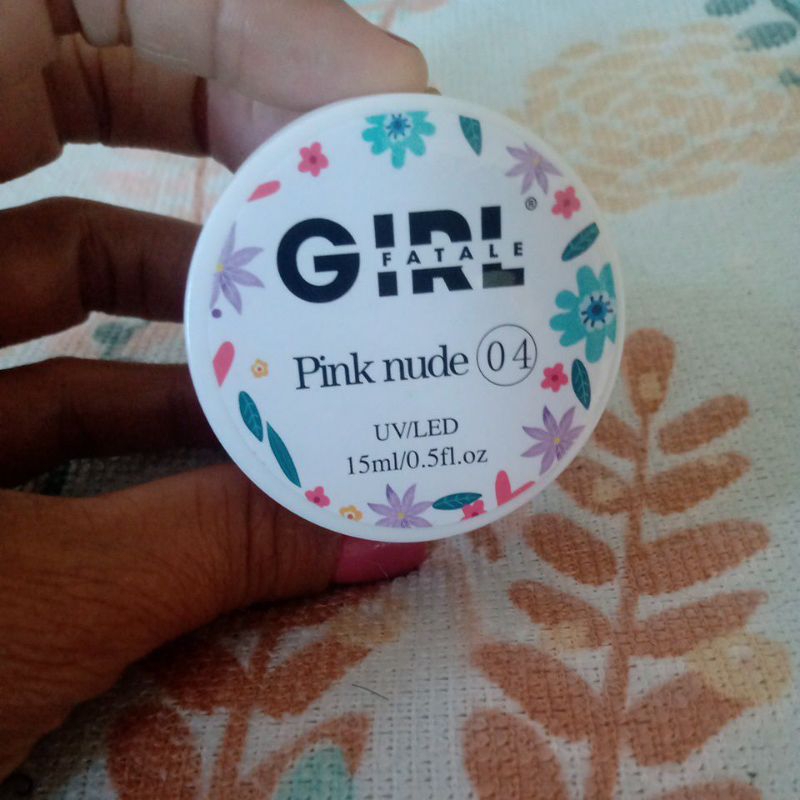 GIRL®
FATALE
Pink nude 04
UV/LED
15ml/0.5fl.oz